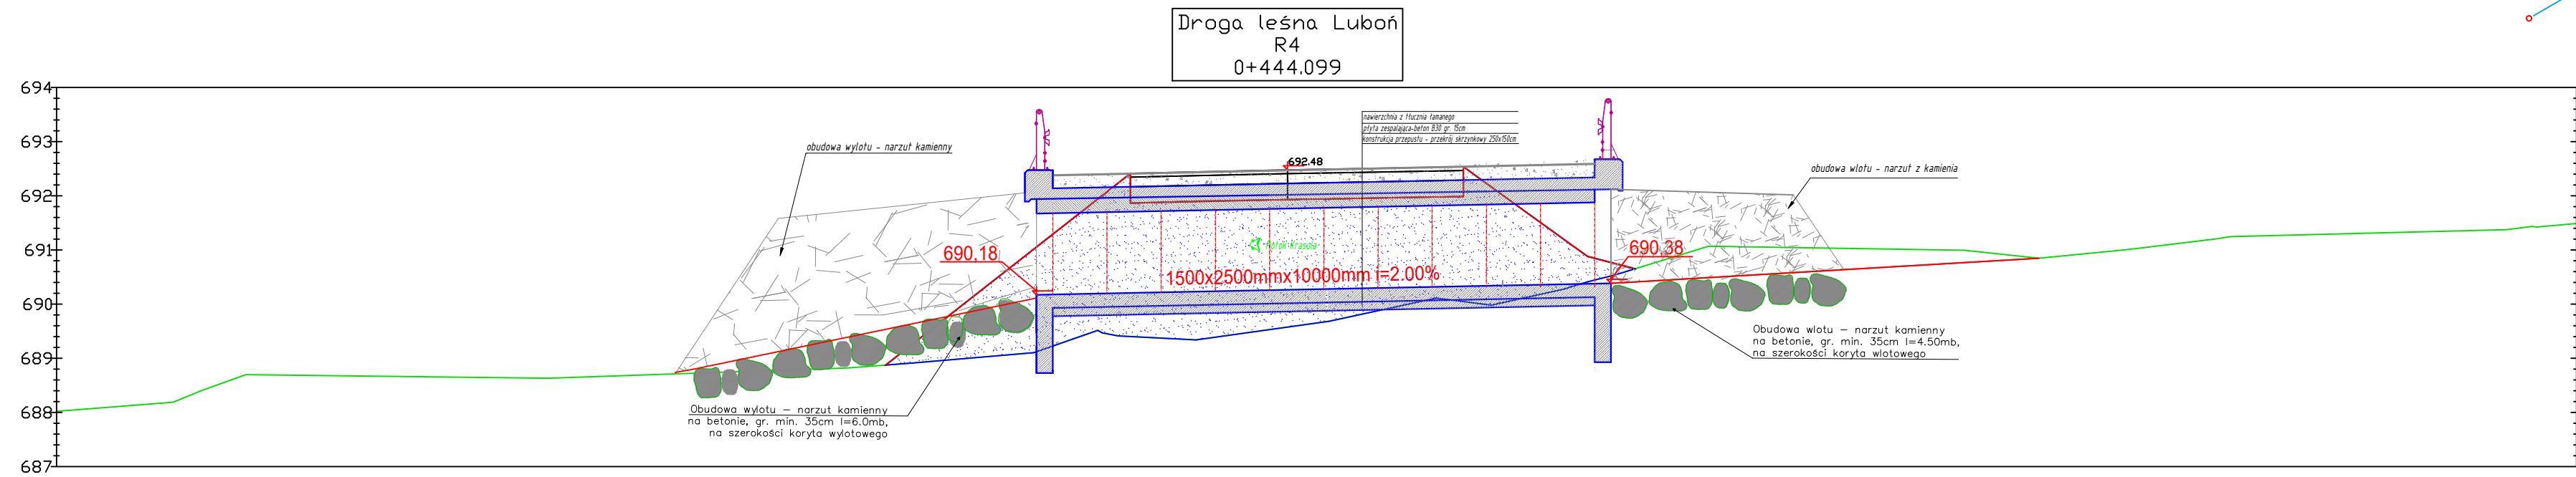 Droga leśna Luboń
R4
0+444.099
694
693
692
691
690
689
688
687
obudowa wylotu - narzut kamienny
nawierzchnia z tłucznia łamanego
płyta zespalająca-beton B30 gr. 15cm
konstrukcja przepustu - przekrój skrzynkowy 250x150cm
692.48
obudowa wlotu - narzut z kamienia
690,18
Potok Krasula
1500x2500mmx10000mm i=2.00%
690,38
Obudowa wlotu – narzut kamienny
na betonie, gr. min. 35cm l=4.50mb,
na szerokości koryta wlotowego
Obudowa wylotu – narzut kamienny
na betonie, gr. min. 35cm l=6.0mb,
na szerokości koryta wylotowego